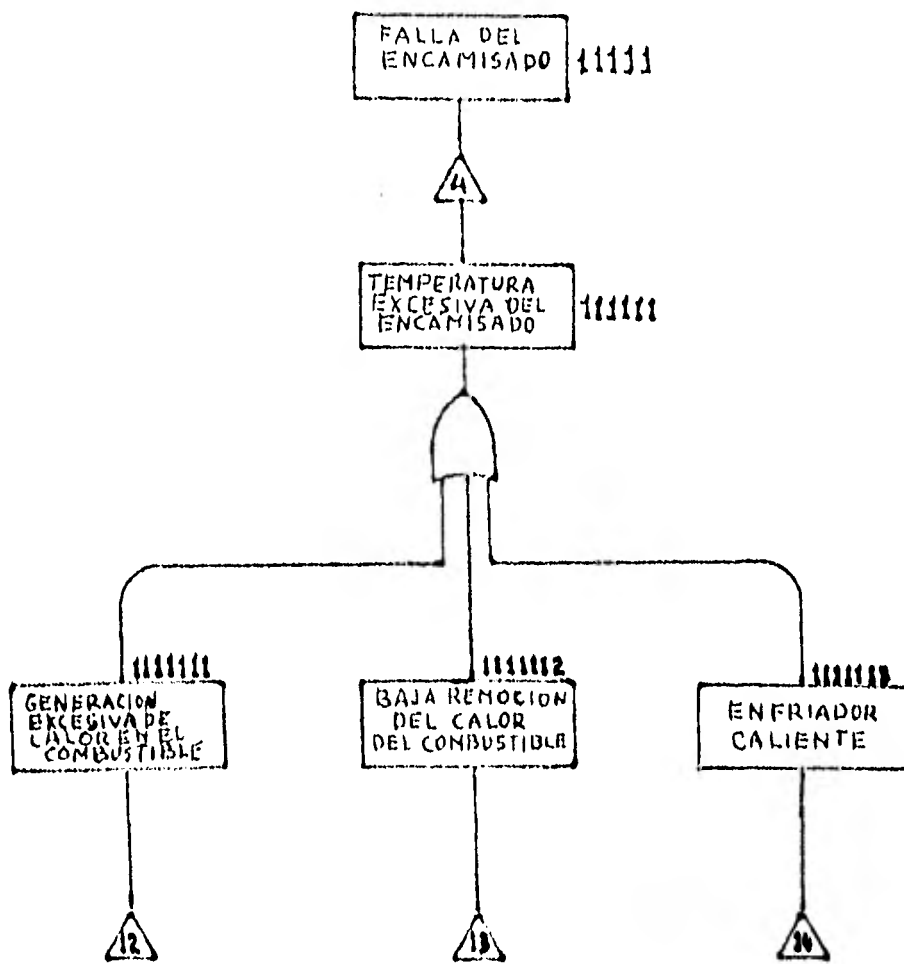 FALLA DEL
ENCAMISADO
11111
4
TEMPERATURA
EXCESIVA DEL
ENCAMISADO
111111
1111111
GENERACION
EXCESIVA DE
CALOR EN EL
COMBUSTIBLE
1111112
BAJA REMOCION
DEL CALOR
DEL COMBUSTIBLE
ENFRIADOR
CALIENTE
12
13
14